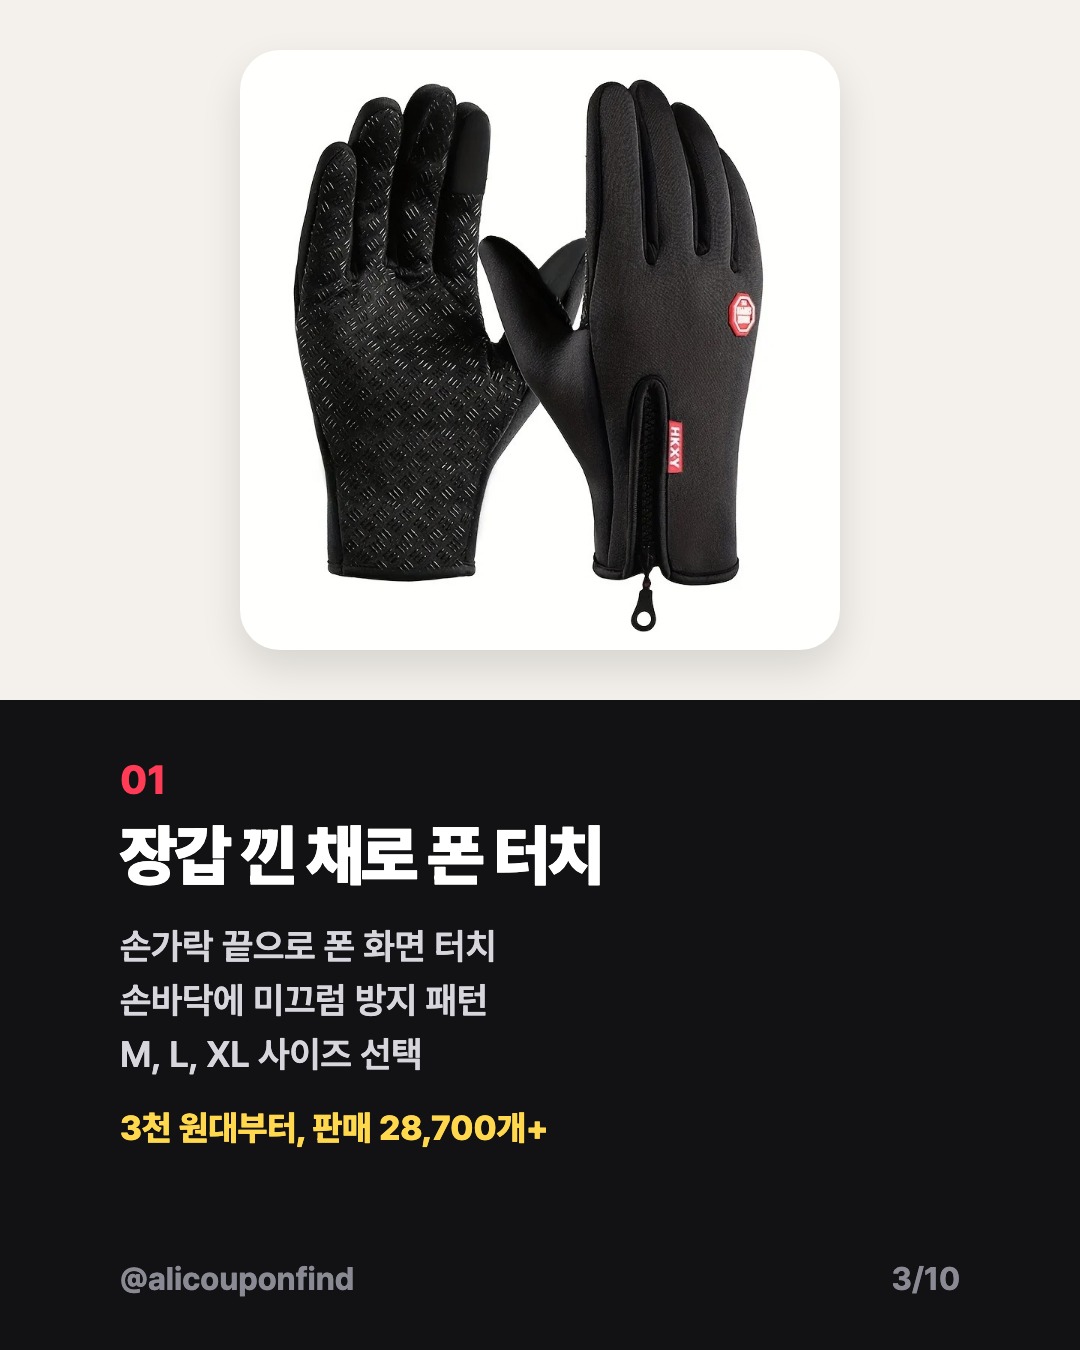 HKXY
01
장갑 낀 채로 폰 터치
손가락 끝으로 폰 화면 터치
손바닥에 미끄럼 방지 패턴
M, L, XL 사이즈 선택
3천 원대부터, 판매 28,700개+
@alicouponfind
3/10